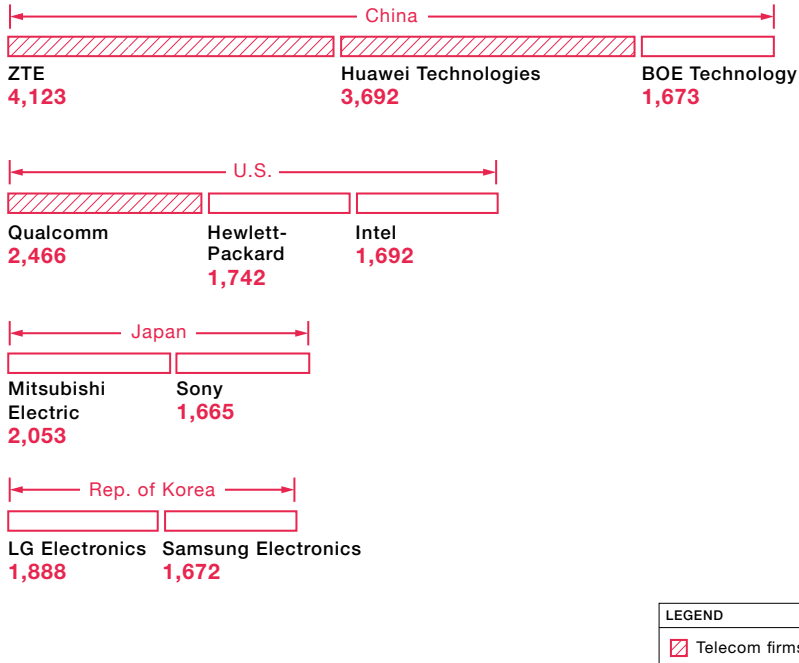 China
ZTE
4,123
Huawei Technologies
3,692
BOE Technology
1,673
U.S.
Qualcomm
2,466
Hewlett-
Packard
1,742
Intel
1,692
Japan
Mitsubishi
Electric
2,053
Sony
1,665
Rep. of Korea
LG Electronics
1,888
Samsung Electronics
1,672
LEGEND
Telecom firms